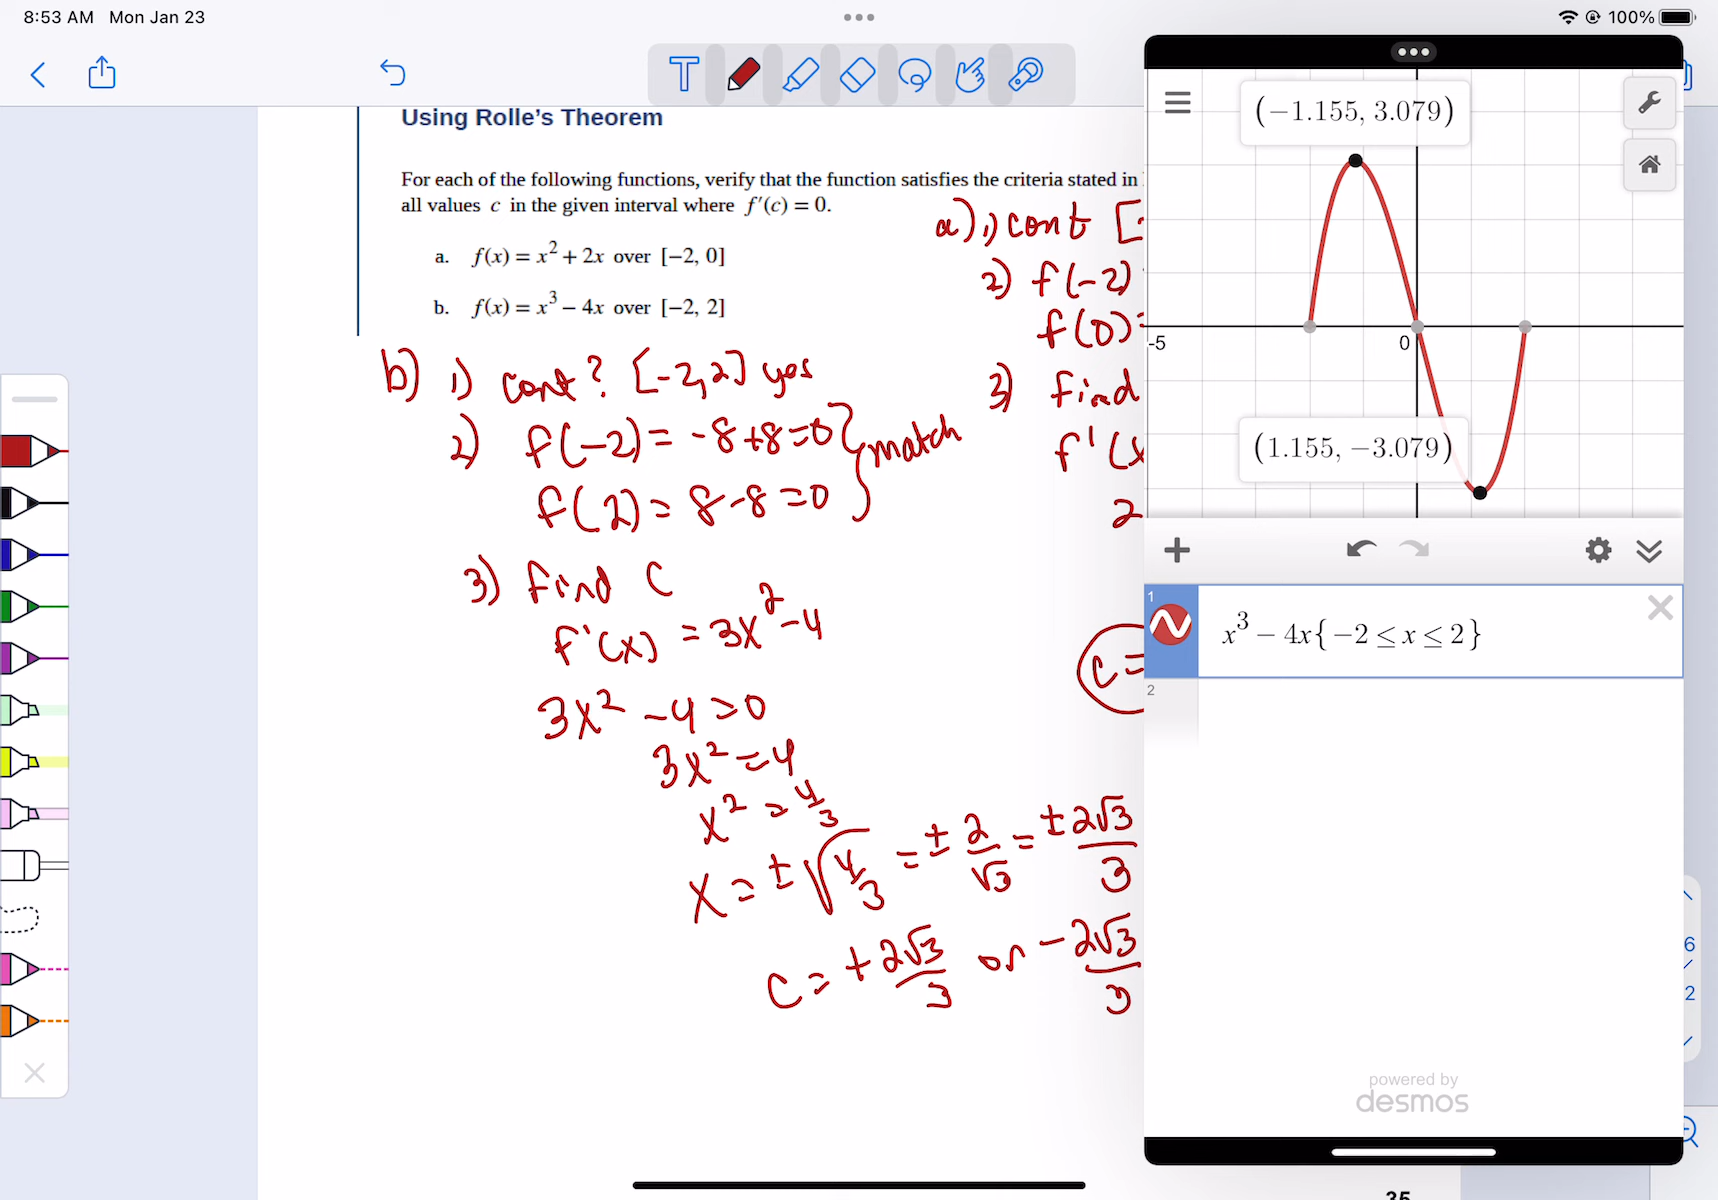 8:53 AM Mon Jan 23
100%
Using Rolle's Theorem
For each of the following functions, verify that the function satisfies the criteria stated in
all values c in the given interval where f′(c) = 0.
a. f(x) = x² + 2x over [−2, 0]
b. f(x) = x³ − 4x over [−2, 2]
a) 1) cont [
2) f(-2)
f(0) =
3) find
f'(x
2
c =
b) 1) cont? [-2,2] yes
2) f(-2) = -8+8=0
f(2) = 8-8=0
match
3) find C
f'(x) = 3x²-4
3x² -4 = 0
3x² = 4
x² = 4/3
x = ±√4/3 = ± 2/√3 = ± 2√3/3
C = + 2√3/3 or - 2√3/3
(−1.155, 3.079)
-5
0
(1.155, −3.079)
1
x³ − 4x{−2 ≤ x ≤ 2}
2
powered by
desmos
6
2